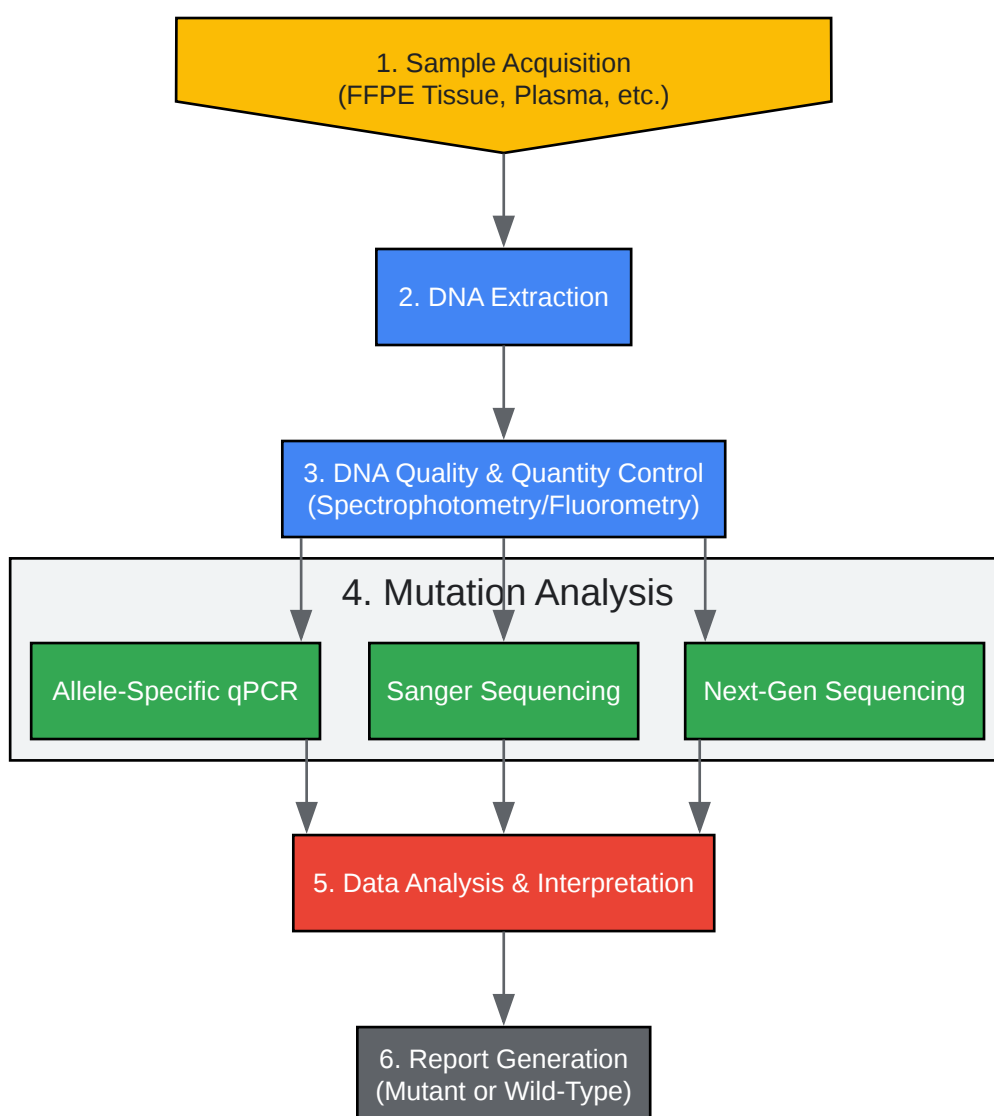 1. Sample Acquisition
(FFPE Tissue, Plasma, etc.)
2. DNA Extraction
3. DNA Quality & Quantity Control
(Spectrophotometry/Fluorometry)
4. Mutation Analysis
Allele-Specific qPCR
Sanger Sequencing
Next-Gen Sequencing
5. Data Analysis & Interpretation
6. Report Generation
(Mutant or Wild-Type)